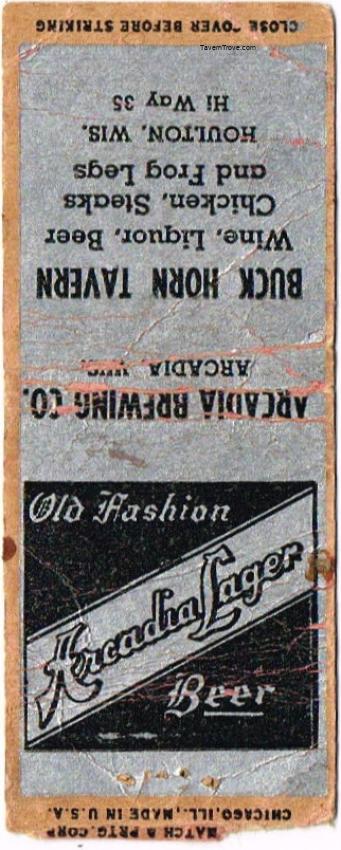 TavernTrove.com
CLOSE COVER BEFORE STRIKING
ARCADIA BREWING CO.
ARCADIA, WIS.
BUCK HORN TAVERN
Wine, Liquor, Beer
Chicken, Steaks
and Frog Legs
HOULTON, WIS.
Hi Way 35
Old Fashion
Arcadia Lager
Beer
MATCH & PRTG. CORP
CHICAGO, ILL., MADE IN U.S.A.